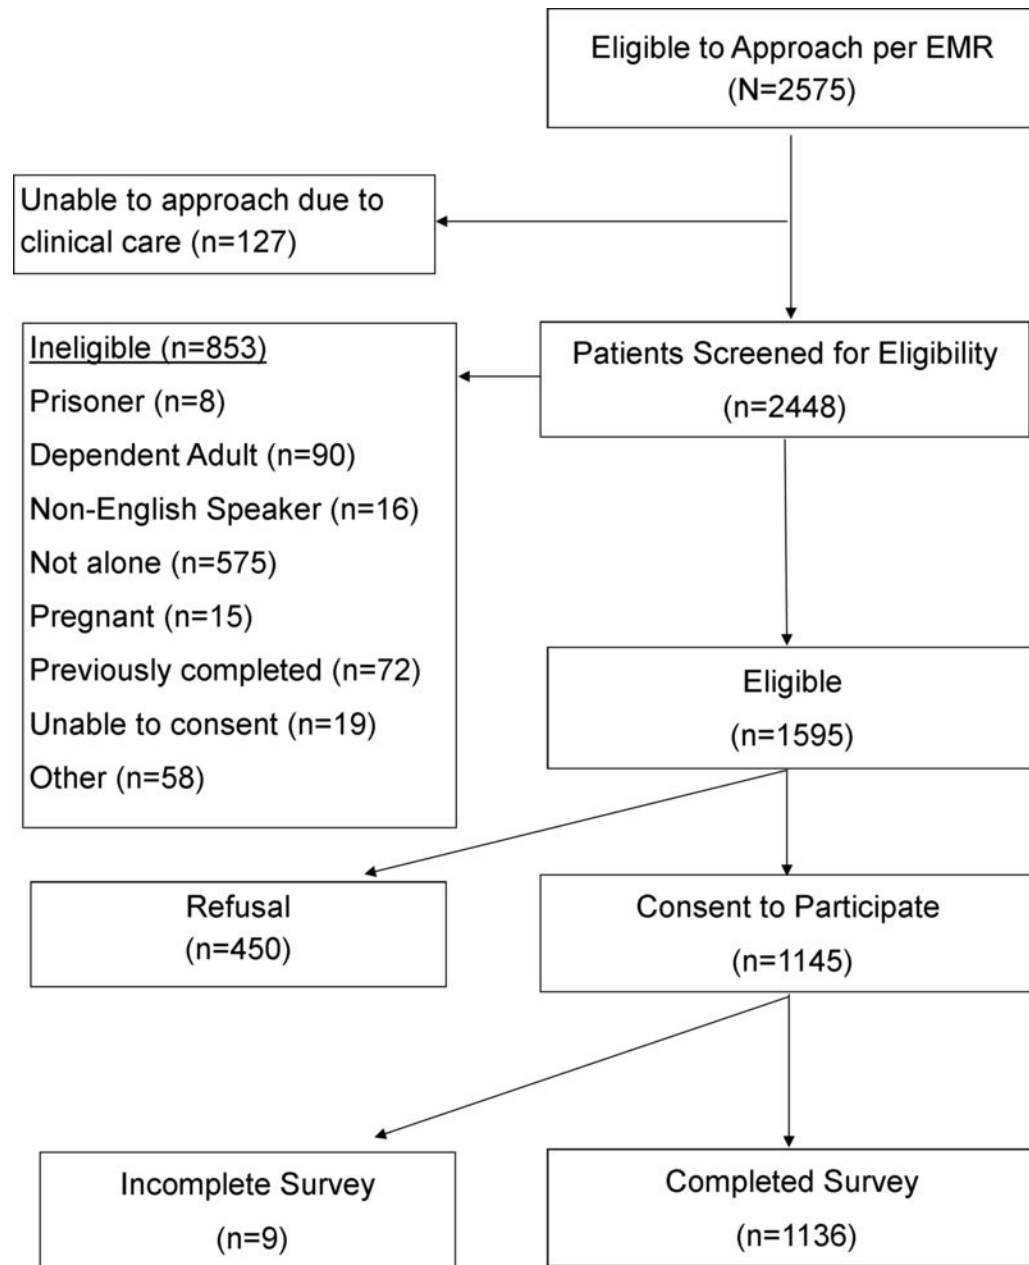 Eligible to Approach per EMR
(N=2575)
Unable to approach due to
clinical care (n=127)
Ineligible (n=853)
Prisoner (n=8)
Dependent Adult (n=90)
Non-English Speaker (n=16)
Not alone (n=575)
Pregnant (n=15)
Previously completed (n=72)
Unable to consent (n=19)
Other (n=58)
Patients Screened for Eligibility
(n=2448)
Eligible
(n=1595)
Refusal
(n=450)
Consent to Participate
(n=1145)
Incomplete Survey
(n=9)
Completed Survey
(n=1136)